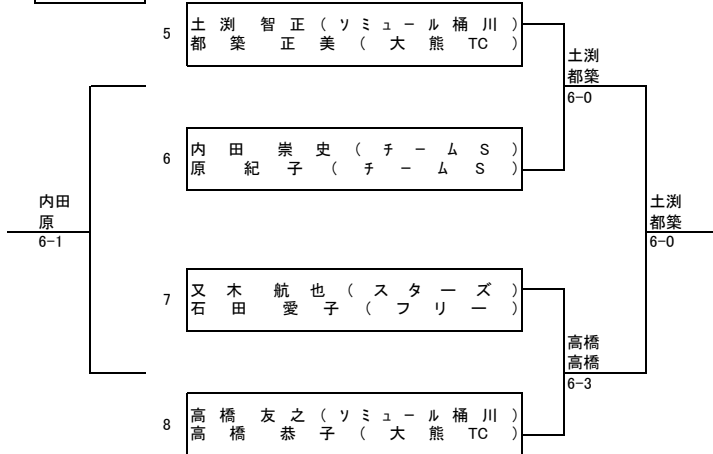 5
土渕 智正(ソミュール桶川)
都築 正美(大熊TC)
土渕
都築
6-0
6
内田 崇史(チームS)
原 紀子(チームS)
内田
原
6-1
土渕
都築
6-0
7
又木 航也(スターズ)
石田 愛子(フリー)
高橋
高橋
6-3
8
高橋 友之(ソミュール桶川)
高橋 恭子(大熊TC)